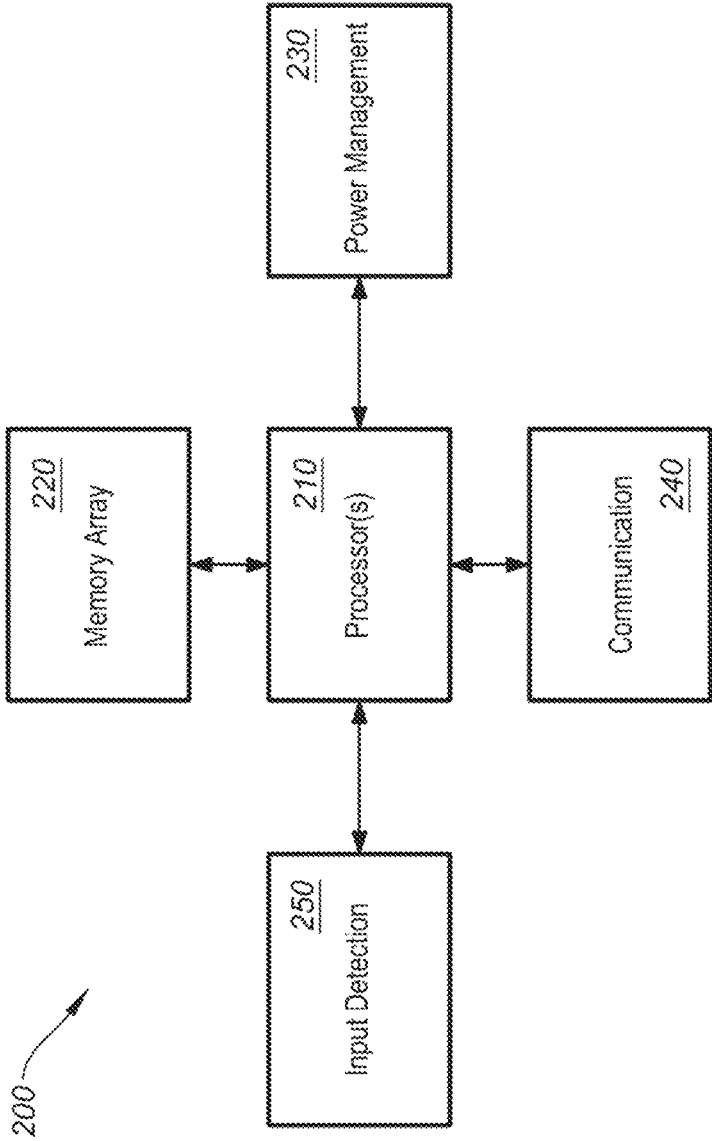 200
220
Memory Array
250
Input Detection
210
Processor(s)
230
Power Management
Communication
240